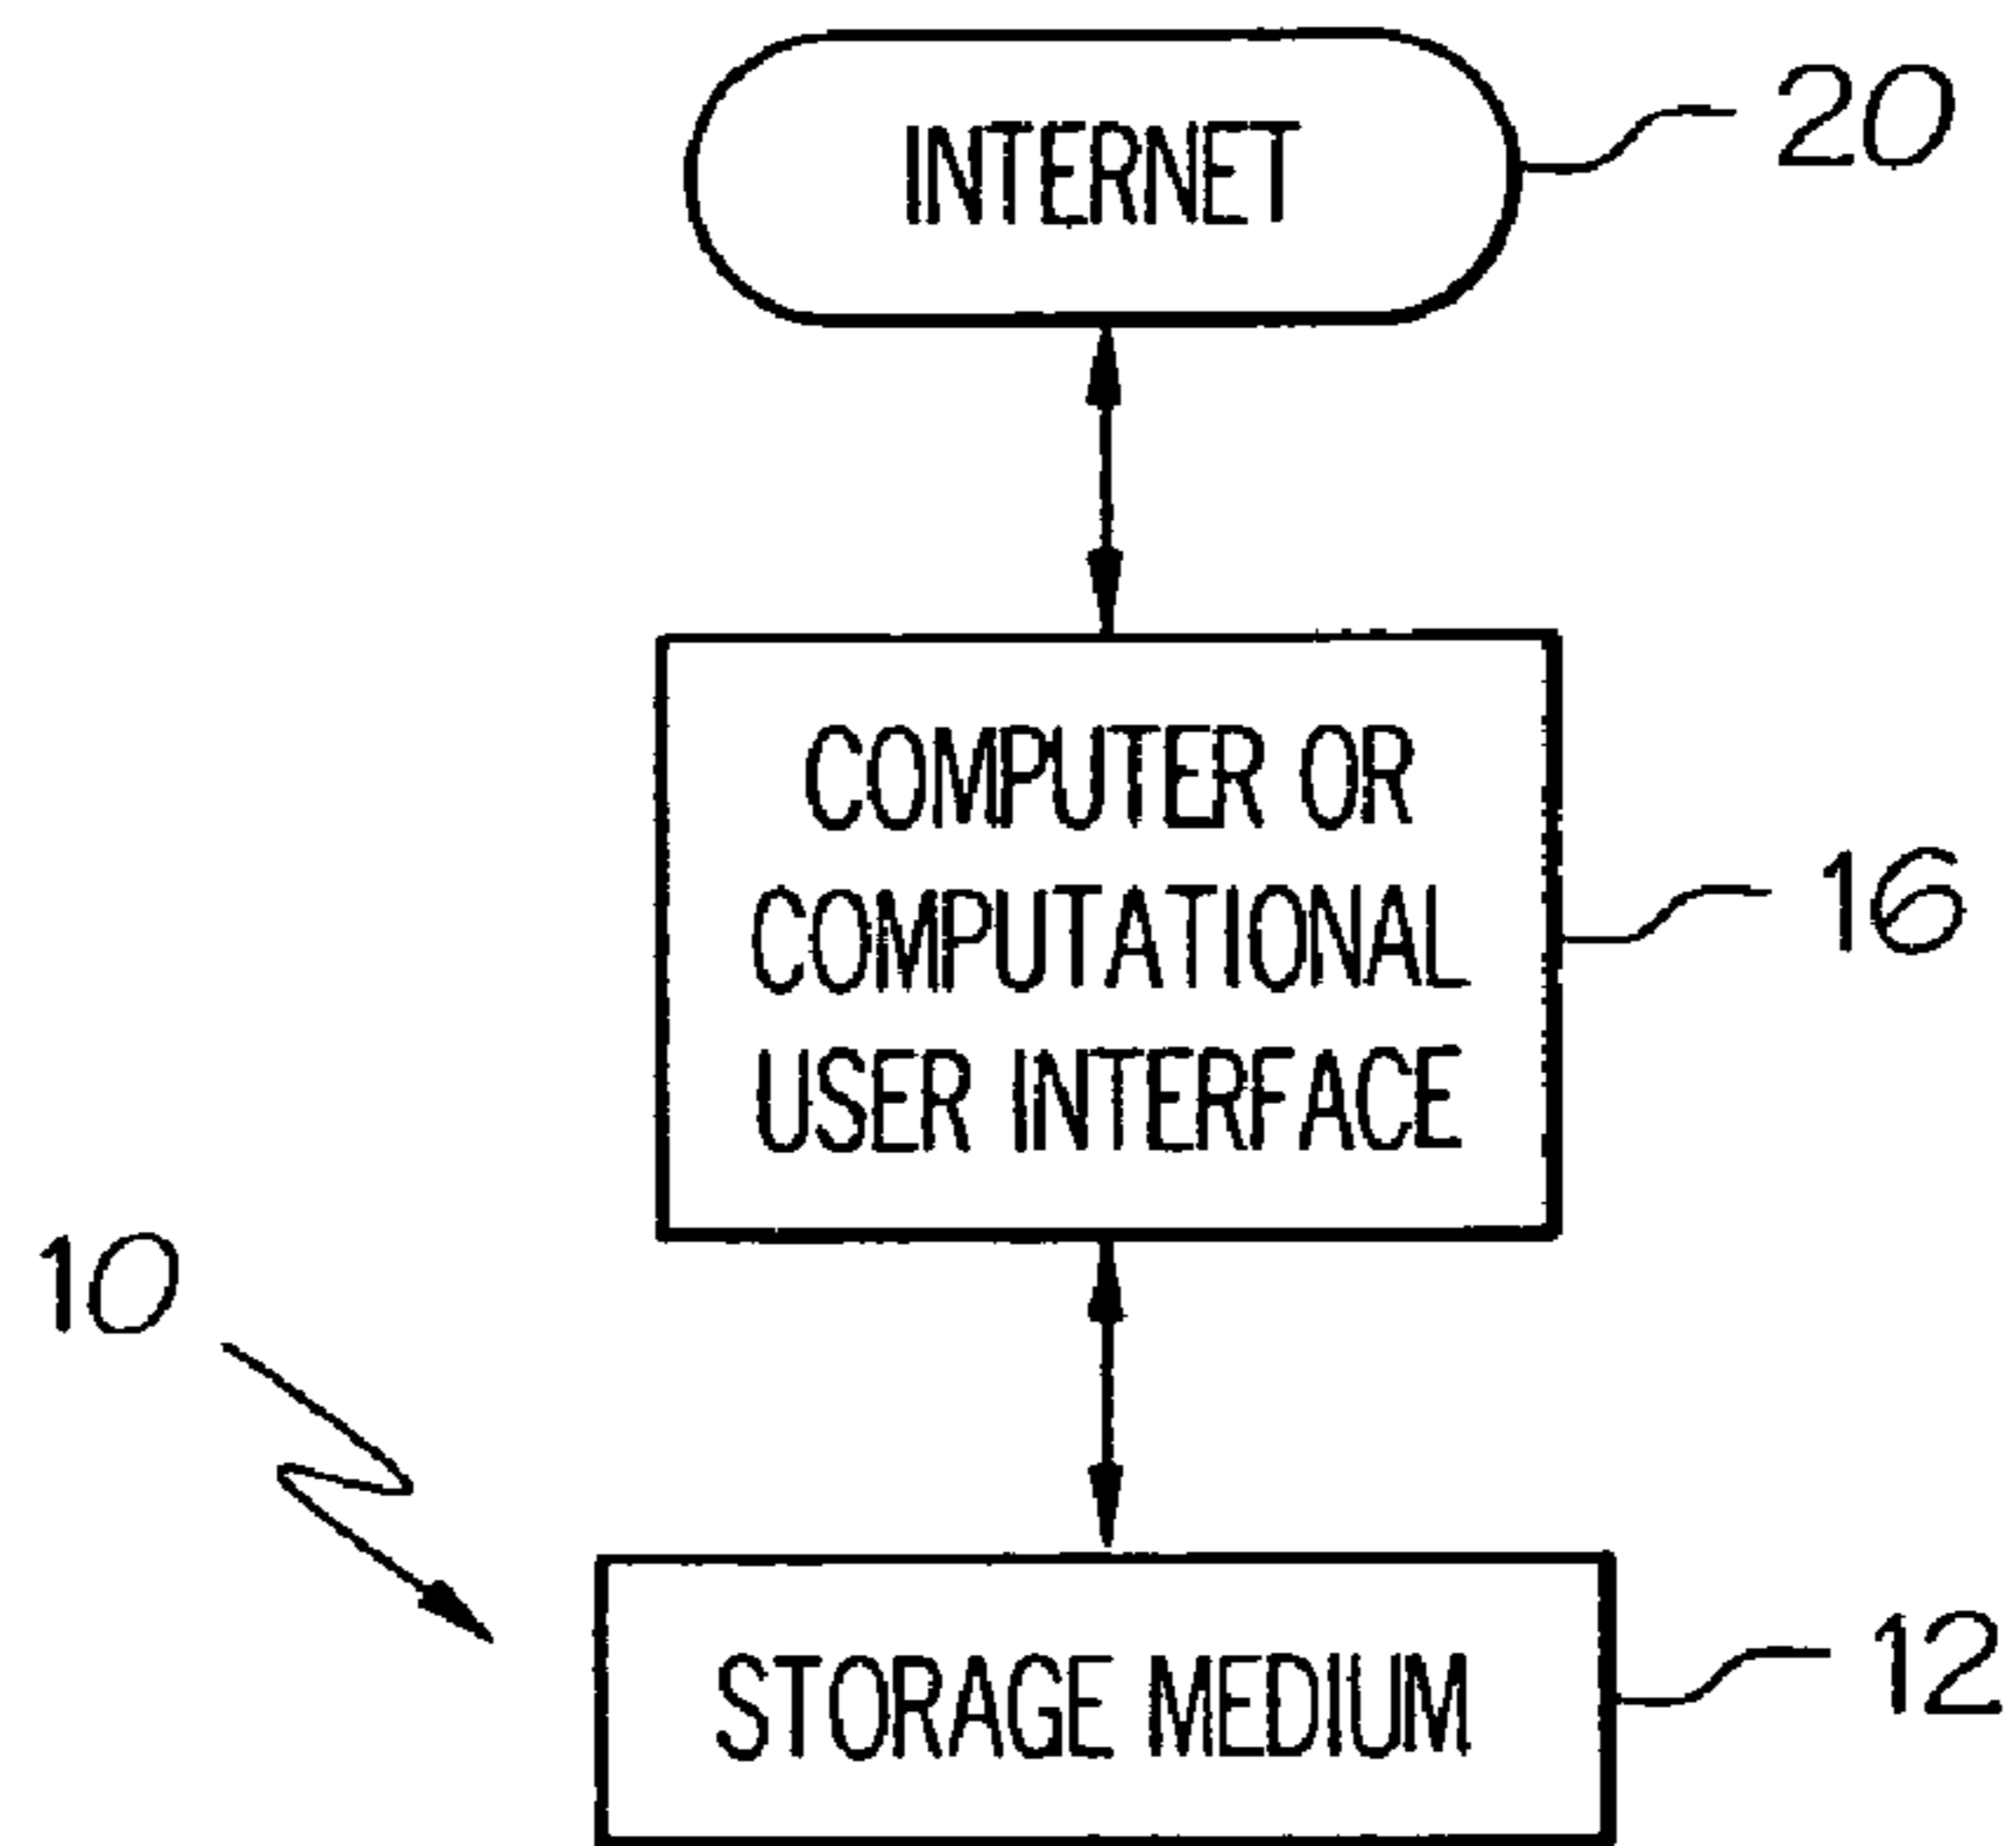 INTERNET
20
COMPUTER OR
COMPUTATIONAL
USER INTERFACE
16
10
STORAGE MEDIUM
12